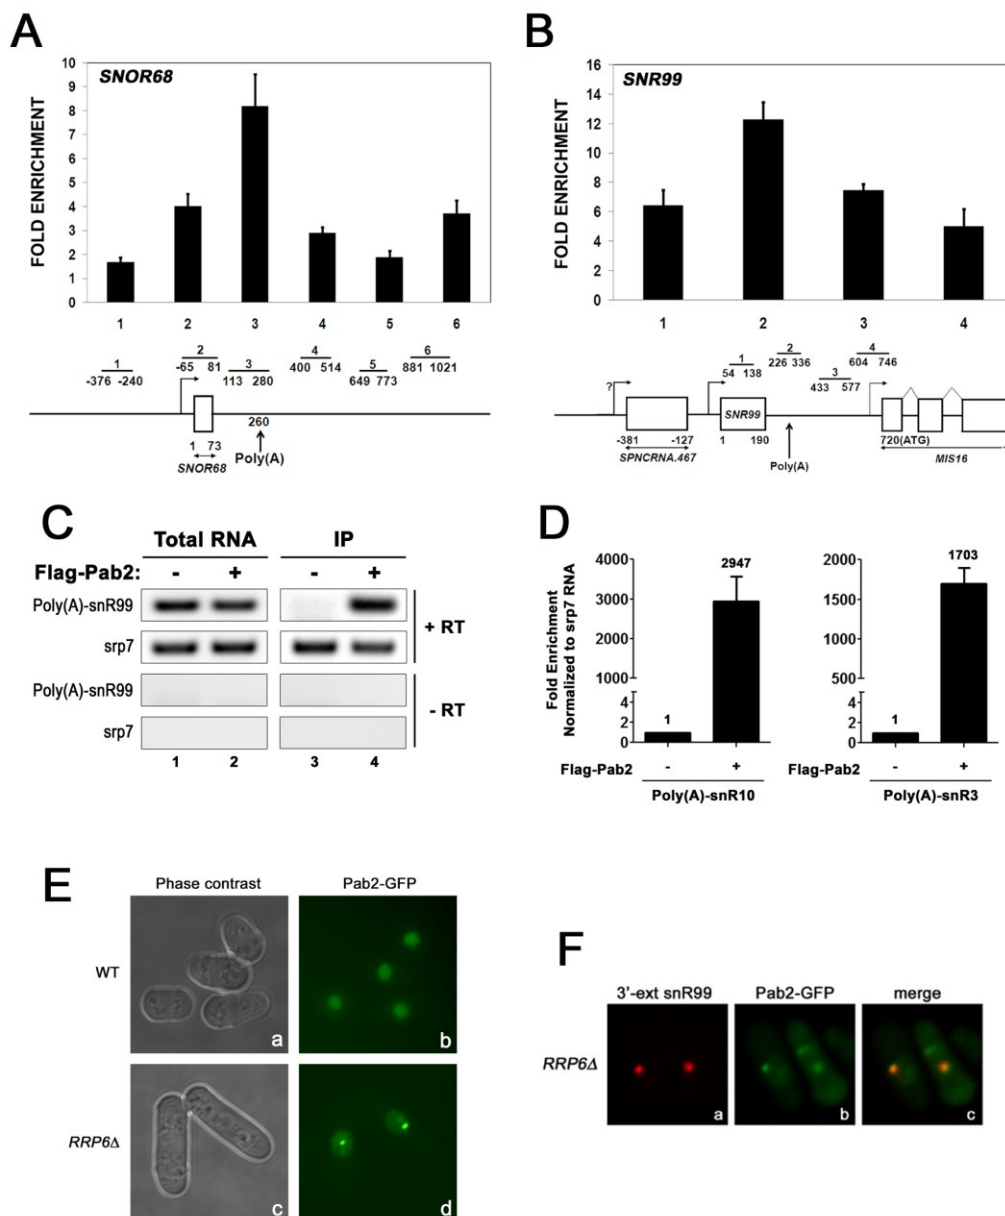 A
SNOR68
FOLD ENRICHMENT
10
9
8
7
6
5
4
3
2
1
0
1 2 3 4 5 6
1
-376 -240
2
-65 81
3
113 280
4
400 514
5
649 773
6
881 1021
260
1 73
SNOR68
Poly(A)
B
SNR99
FOLD ENRICHMENT
16
14
12
10
8
6
4
2
0
1 2 3 4
1
54 138
2
226 336
3
433 577
4
604 746
?
SNR99
-381 -127
SPNCRNA.467
1 190
Poly(A)
720(ATG)
MIS16
C
Total RNA IP
Flag-Pab2: - + - +
Poly(A)-snR99
srp7
+ RT
Poly(A)-snR99
srp7
- RT
1 2 3 4
D
Fold Enrichment
Normalized to srp7 RNA
4000
3000
2000
1000
4
2
0
1
2947
Flag-Pab2 - +
Poly(A)-snR10
2000
1500
1000
500
4
2
0
1
1703
Flag-Pab2 - +
Poly(A)-snR3
E
Phase contrast Pab2-GFP
WT
a b
RRP6Δ
c d
F
3'-ext snR99 Pab2-GFP merge
RRP6Δ
a b c